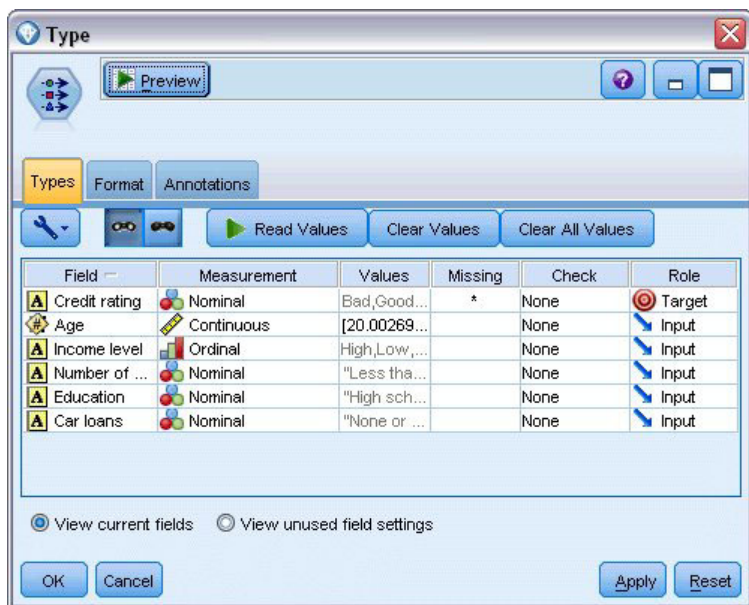 Type
Preview
?
Types Format Annotations
Read Values Clear Values Clear All Values
Field Measurement Values Missing Check Role
A Credit rating Nominal Bad,Good... * None Target
# Age Continuous [20.00269... None Input
A Income level Ordinal High,Low,... None Input
A Number of ... Nominal "Less tha... None Input
A Education Nominal "High sch... None Input
A Car loans Nominal "None or ... None Input
View current fields View unused field settings
OK Cancel Apply Reset